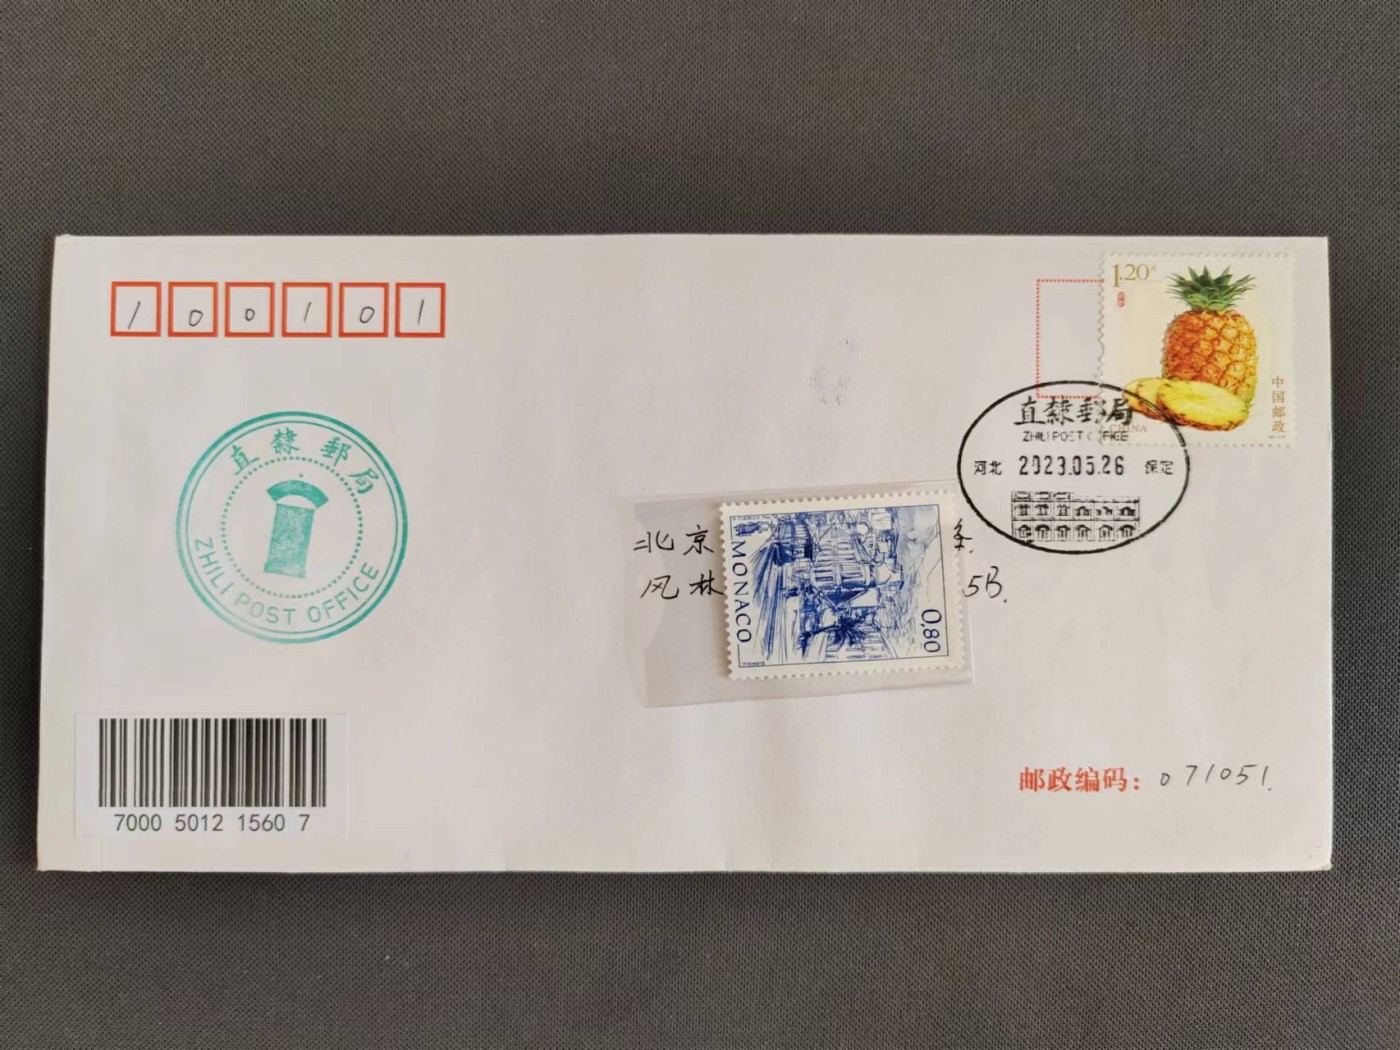 100101
1.20元
中国邮政
CHINA
直隸郵局
ZHILI POST OFFICE
河北 2023.05.26 保定
直隸郵局
ZHILI POST OFFICE
北京 条
风林 5B.
MONACO
0,80
邮政编码：071051.
7000 5012 1560 7